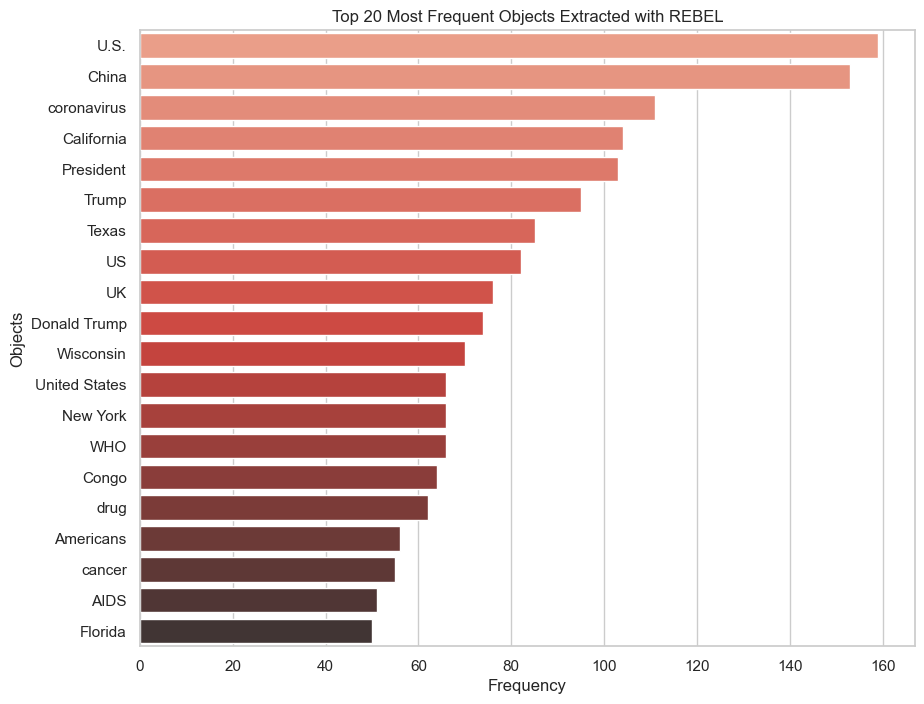 Top 20 Most Frequent Objects Extracted with REBEL
U.S.
China
coronavirus
California
President
Trump
Texas
US
UK
Donald Trump
Wisconsin
United States
New York
WHO
Congo
drug
Americans
cancer
AIDS
Florida
Objects
0 20 40 60 80 100 120 140 160
Frequency